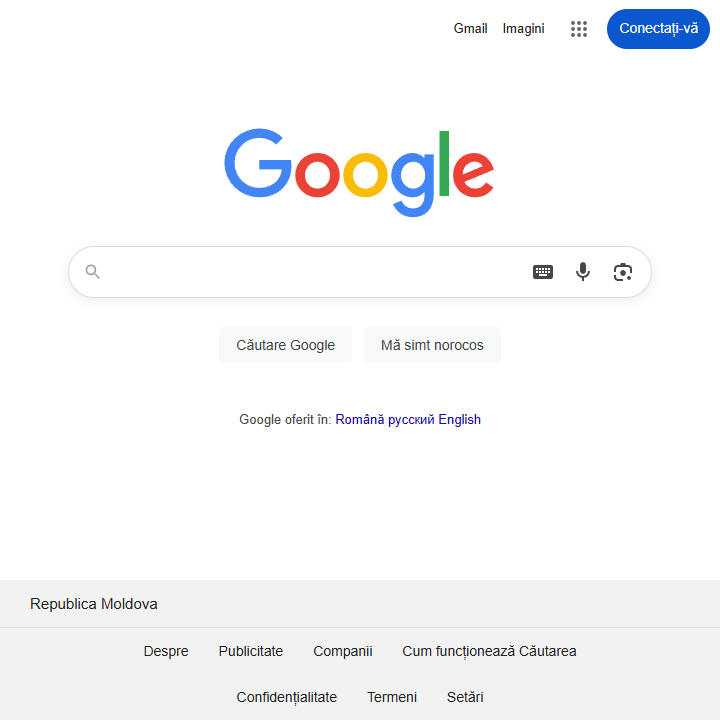 Gmail Imagini Conectați-vă
Google
Căutare Google Mă simt norocos
Google oferit în: Română русский English
Republica Moldova
Despre Publicitate Companii Cum funcționează Căutarea
Confidențialitate Termeni Setări